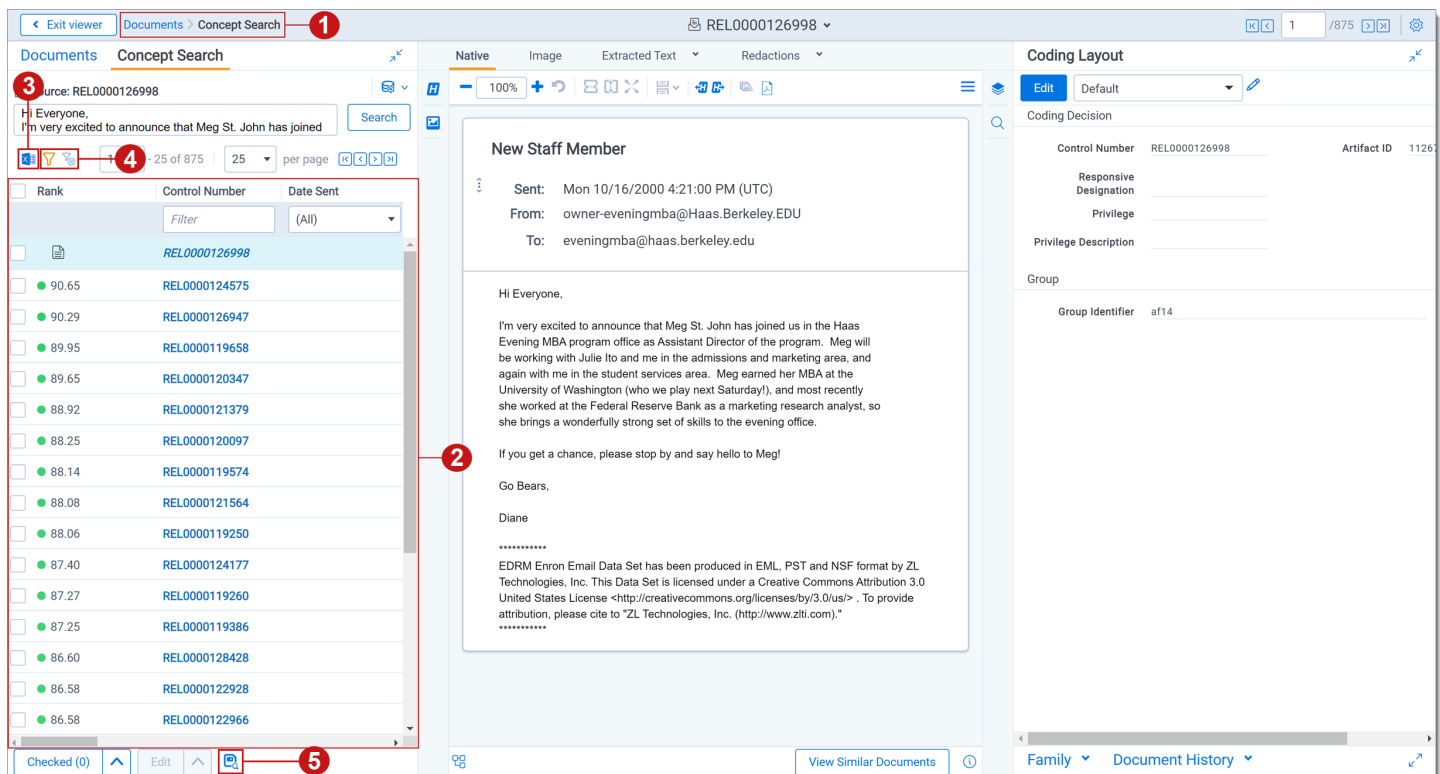 Exit viewer
Documents > Concept Search
1
REL0000126998
1 /875
Documents Concept Search
3
Source: REL0000126998
Hi Everyone,
I'm very excited to announce that Meg St. John has joined
Search
4
1 - 25 of 875 25 per page
Rank Control Number Date Sent
Filter (All)
REL0000126998
90.65 REL0000124575
90.29 REL0000126947
89.95 REL0000119658
89.65 REL0000120347
88.92 REL0000121379
88.25 REL0000120097
88.14 REL0000119574
88.08 REL0000121564
88.06 REL0000119250
87.40 REL0000124177
87.27 REL0000119260
87.25 REL0000119386
86.60 REL0000128428
86.58 REL0000122928
86.58 REL0000122966
2
Checked (0) Edit
5
Native Image Extracted Text Redactions
H 100%
New Staff Member
Sent: Mon 10/16/2000 4:21:00 PM (UTC)
From: owner-eveningmba@Haas.Berkeley.EDU
To: eveningmba@haas.berkeley.edu
Hi Everyone,
I'm very excited to announce that Meg St. John has joined us in the Haas
Evening MBA program office as Assistant Director of the program. Meg will
be working with Julie Ito and me in the admissions and marketing area, and
again with me in the student services area. Meg earned her MBA at the
University of Washington (who we play next Saturday!), and most recently
she worked at the Federal Reserve Bank as a marketing research analyst, so
she brings a wonderfully strong set of skills to the evening office.
If you get a chance, please stop by and say hello to Meg!
Go Bears,
Diane
***********
EDRM Enron Email Data Set has been produced in EML, PST and NSF format by ZL
Technologies, Inc. This Data Set is licensed under a Creative Commons Attribution 3.0
United States License <http://creativecommons.org/licenses/by/3.0/us/> . To provide
attribution, please cite to "ZL Technologies, Inc. (http://www.zlti.com)."
***********
View Similar Documents
Coding Layout
Edit Default
Coding Decision
Control Number REL0000126998 Artifact ID 11267
Responsive
Designation
Privilege
Privilege Description
Group
Group Identifier af14
Family Document History